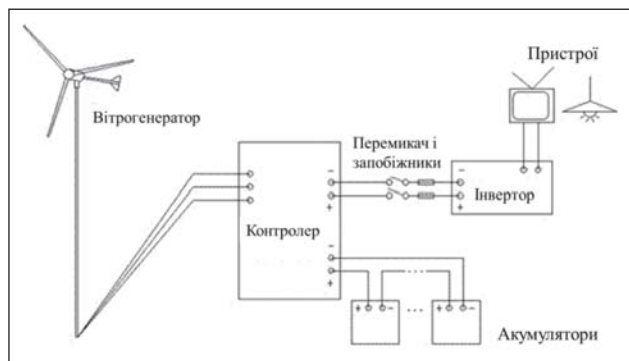 Пристрої
Вітрогенератор
Перемикач і
запобіжники
−
+
−
+
Інвертор
Контролер
−
+
+ − ... + −
...
Акумулятори